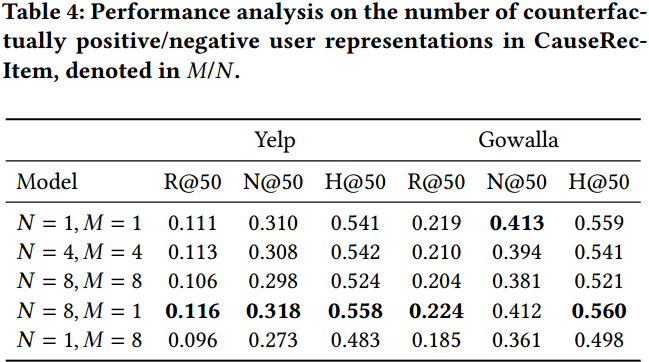 Table 4: Performance analysis on the number of counterfac-
tually positive/negative user representations in CauseRec-
Item, denoted in M/N.
Yelp Gowalla
Model R@50 N@50 H@50 R@50 N@50 H@50
N = 1, M = 1 0.111 0.310 0.541 0.219 0.413 0.559
N = 4, M = 4 0.113 0.308 0.542 0.210 0.394 0.541
N = 8, M = 8 0.106 0.298 0.524 0.204 0.381 0.521
N = 8, M = 1 0.116 0.318 0.558 0.224 0.412 0.560
N = 1, M = 8 0.096 0.273 0.483 0.185 0.361 0.498